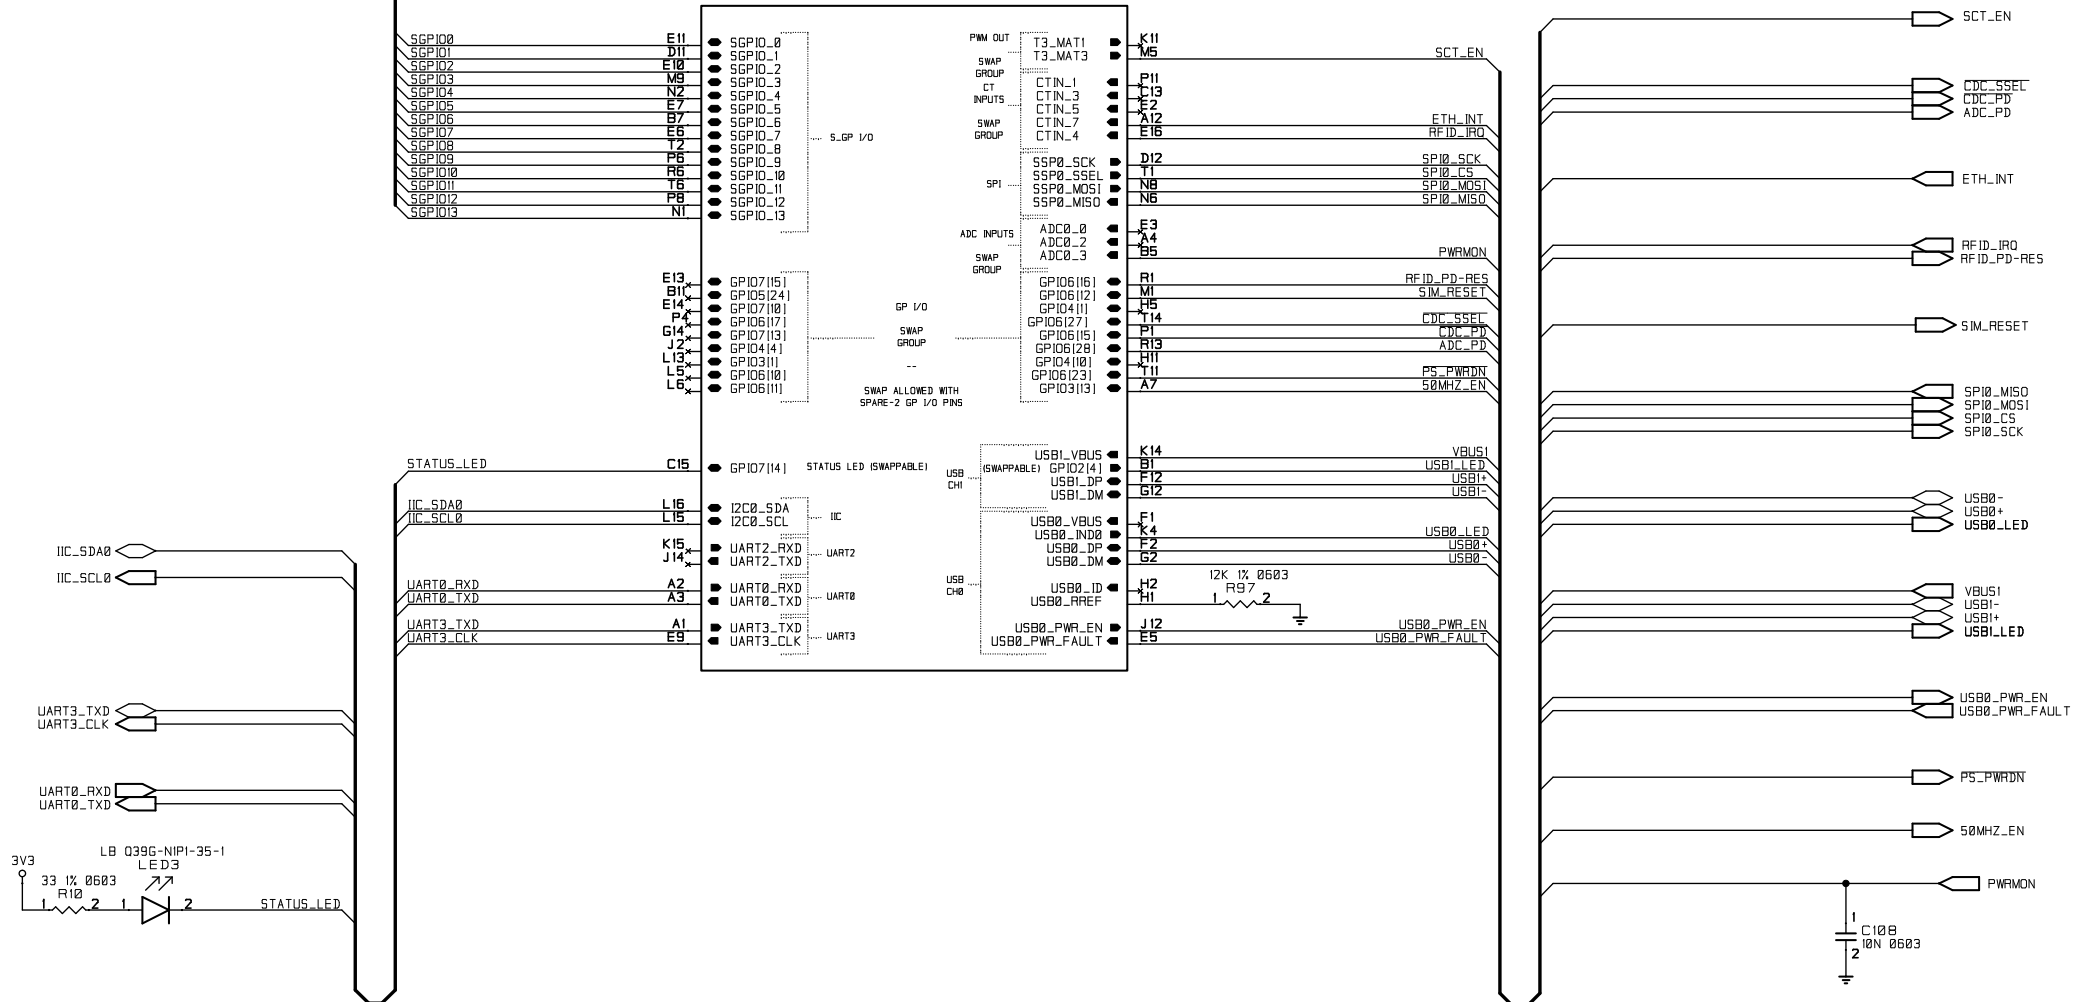 SGPIO0 E11 SGPIO_0
SGPIO1 D11 SGPIO_1
SGPIO2 E10 SGPIO_2
SGPIO3 M9 SGPIO_3
SGPIO4 N2 SGPIO_4
SGPIO5 E7 SGPIO_5
SGPIO6 B7 SGPIO_6
SGPIO7 E6 SGPIO_7
SGPIO8 T2 SGPIO_8
SGPIO9 P6 SGPIO_9
SGPIO10 R6 SGPIO_10
SGPIO11 T6 SGPIO_11
SGPIO12 P8 SGPIO_12
SGPIO13 N1 SGPIO_13
S_GP I/O
E13 GPIO7[15]
B11 GPIO5[24]
E14 GPIO7[10]
P4 GPIO6[17]
G14 GPIO7[13]
J2 GPIO4[4]
L13 GPIO3[1]
L5 GPIO6[10]
L6 GPIO6[11]
GP I/O
SWAP
GROUP
--
SWAP ALLOWED WITH
SPARE-2 GP I/O PINS
STATUS_LED C15 GPIO7[14] STATUS LED (SWAPPABLE)
IIC_SDA0 L16 I2C0_SDA
IIC_SCL0 L15 I2C0_SCL
IIC
K15 UART2_RXD
J14 UART2_TXD
UART2
UART0_RXD A2 UART0_RXD
UART0_TXD A3 UART0_TXD
UART0
UART3_TXD A1 UART3_TXD
UART3_CLK E9 UART3_CLK
UART3
PWM OUT
T3_MAT1 K11
T3_MAT3 M5 SCT_EN
SWAP
GROUP
CT
INPUTS
SWAP
GROUP
CTIN_1 P11
CTIN_3 C13
CTIN_5 E2
CTIN_7 A12 ETH_INT
CTIN_4 E16 RFID_IRQ
SPI
SSP0_SCK D12 SPI0_SCK
SSP0_SSEL T1 SPI0_CS
SSP0_MOSI N8 SPI0_MOSI
SSP0_MISO N6 SPI0_MISO
ADC INPUTS
SWAP
GROUP
ADC0_0 E3
ADC0_2 A4
ADC0_3 B5 PWRMON
GPIO6[16] R1 RFID_PD-RES
GPIO6[12] M1 SIM_RESET
GPIO4[1] H5
GPIO6[27] T14 CDC_SSEL
GPIO6[15] P1 CDC_PD
GPIO6[28] R13 ADC_PD
GPIO4[10] H11
GPIO6[23] T11 PS_PWRDN
GPIO3[13] A7 50MHZ_EN
USB
CH1
USB1_VBUS K14 VBUS1
(SWAPPABLE) GPIO2[4] B1 USB1_LED
USB1_DP F12 USB1+
USB1_DM G12 USB1-
USB
CH0
USB0_VBUS F1
USB0_IND0 K4 USB0_LED
USB0_DP F2 USB0+
USB0_DM G2 USB0-
USB0_ID H2
USB0_RREF H1
12K 1% 0603
R97
1 2
USB0_PWR_EN J12 USB0_PWR_EN
USB0_PWR_FAULT E5 USB0_PWR_FAULT
IIC_SDA0
IIC_SCL0
UART3_TXD
UART3_CLK
UART0_RXD
UART0_TXD
LB Q39G-N1P1-35-1
LED3
3V3
33 1% 0603
R10
1 2 1 2 STATUS_LED
SCT_EN
CDC_SSEL
CDC_PD
ADC_PD
ETH_INT
RFID_IRQ
RFID_PD-RES
SIM_RESET
SPI0_MISO
SPI0_MOSI
SPI0_CS
SPI0_SCK
USB0-
USB0+
USB0_LED
VBUS1
USB1-
USB1+
USB1_LED
USB0_PWR_EN
USB0_PWR_FAULT
PS_PWRDN
50MHZ_EN
PWRMON
1
C108
10N 0603
2